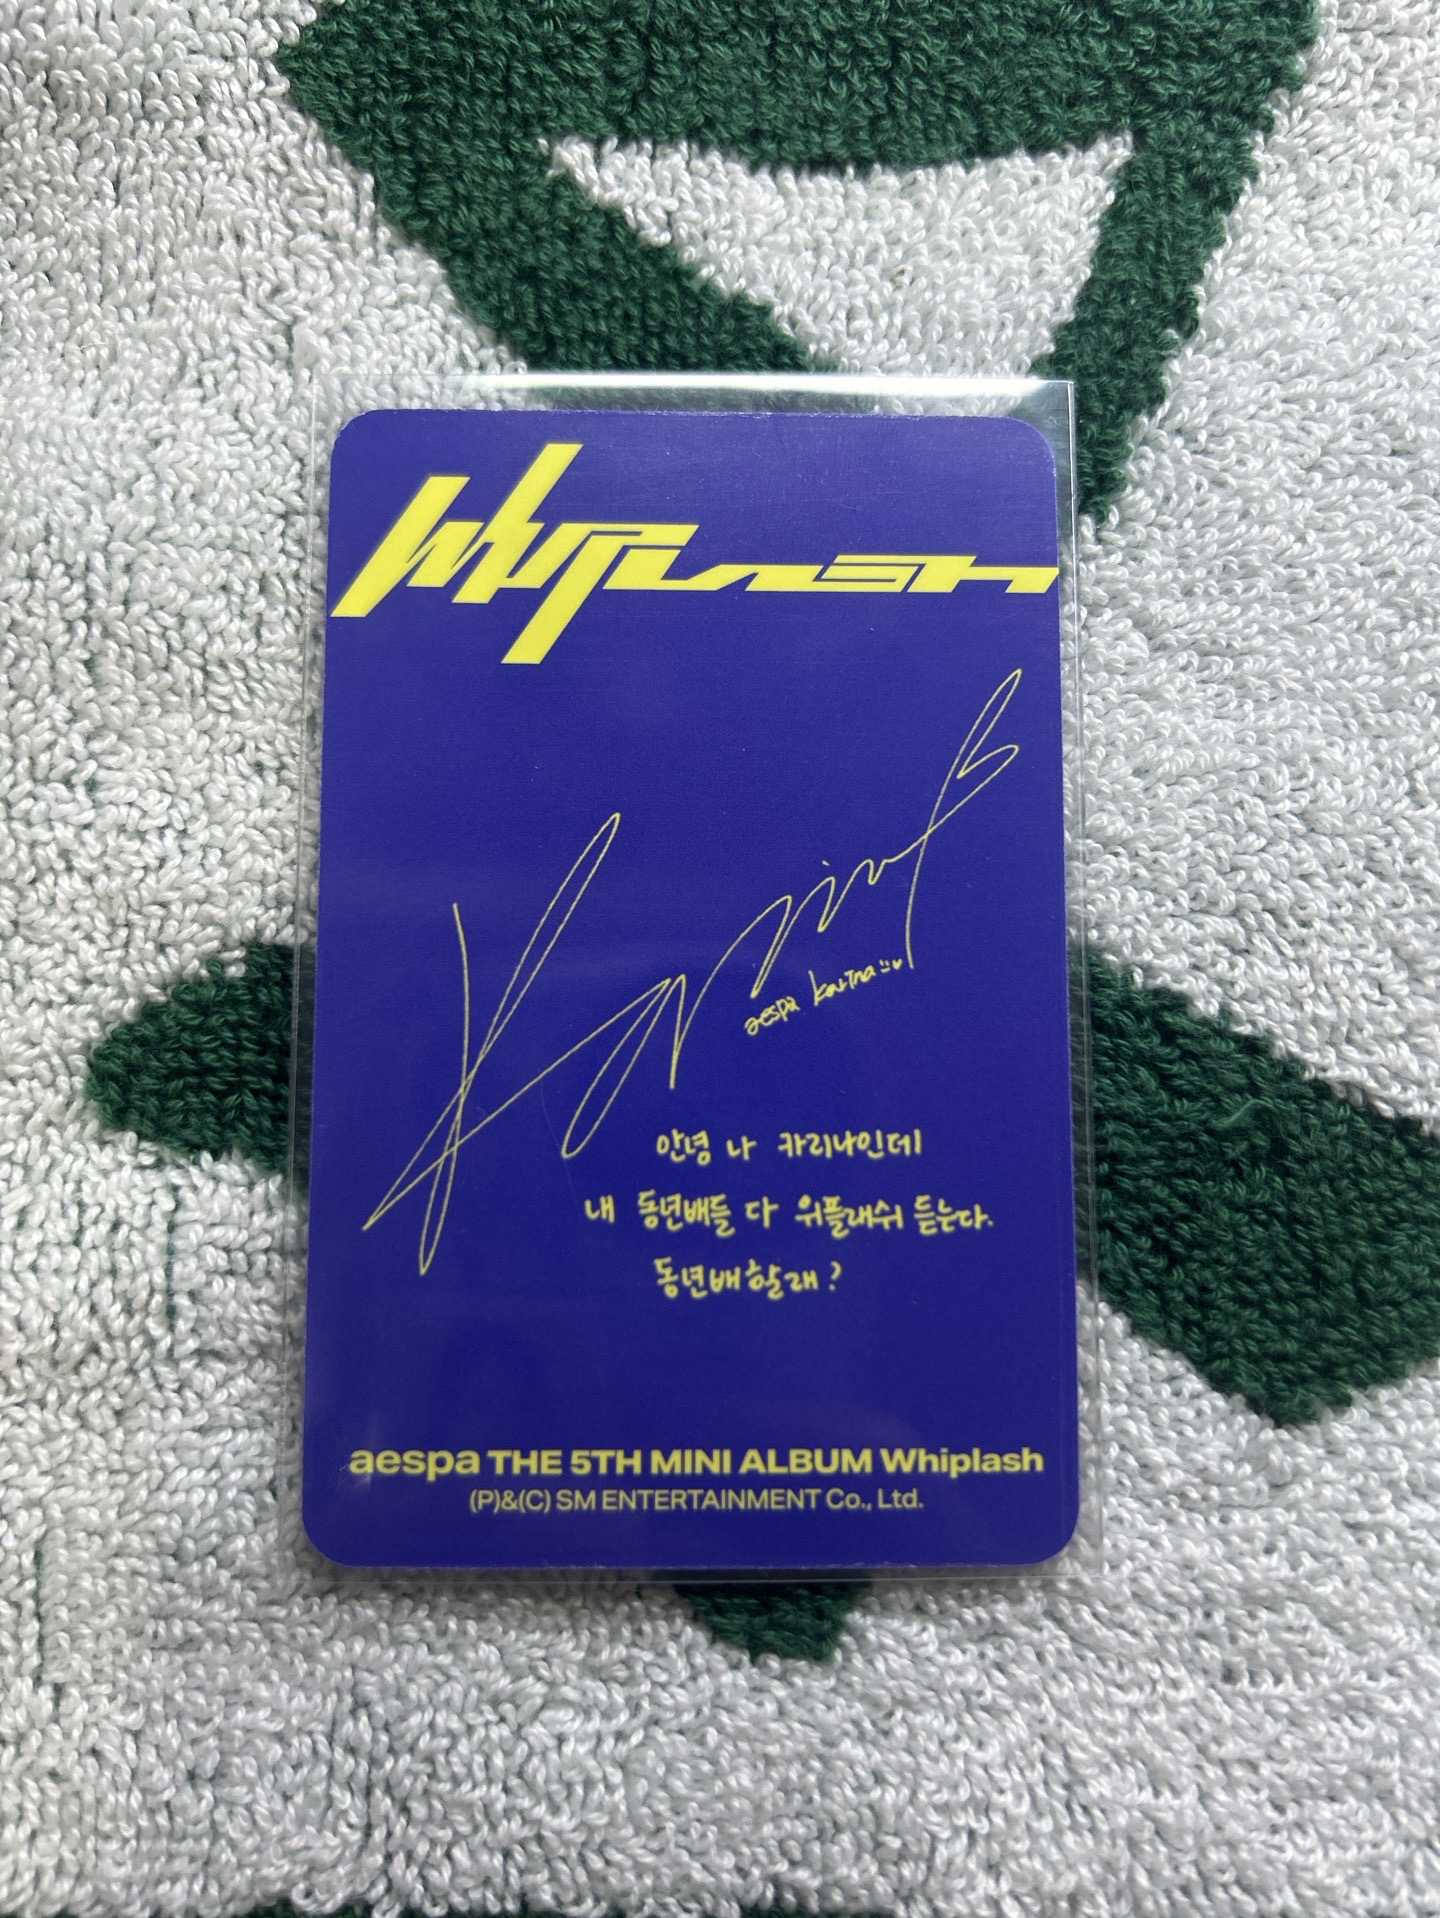 Whiplash
Karina
aespa Karina
안녕 나 카리나인데
내 동년배들 다 위플래쉬 듣는다.
동년배할래?
aespa THE 5TH MINI ALBUM Whiplash
(P)&(C) SM ENTERTAINMENT Co., Ltd.